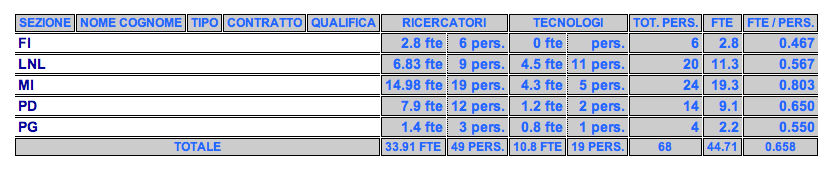 SEZIONE NOME COGNOME TIPO CONTRATTO QUALIFICA RICERCATORI TECNOLOGI TOT. PERS. FTE FTE / PERS.
FI 2.8 fte 6 pers. 0 fte pers. 6 2.8 0.467
LNL 6.83 fte 9 pers. 4.5 fte 11 pers. 20 11.3 0.567
MI 14.98 fte 19 pers. 4.3 fte 5 pers. 24 19.3 0.803
PD 7.9 fte 12 pers. 1.2 fte 2 pers. 14 9.1 0.650
PG 1.4 fte 3 pers. 0.8 fte 1 pers. 4 2.2 0.550
TOTALE 33.91 FTE 49 PERS. 10.8 FTE 19 PERS. 68 44.71 0.658